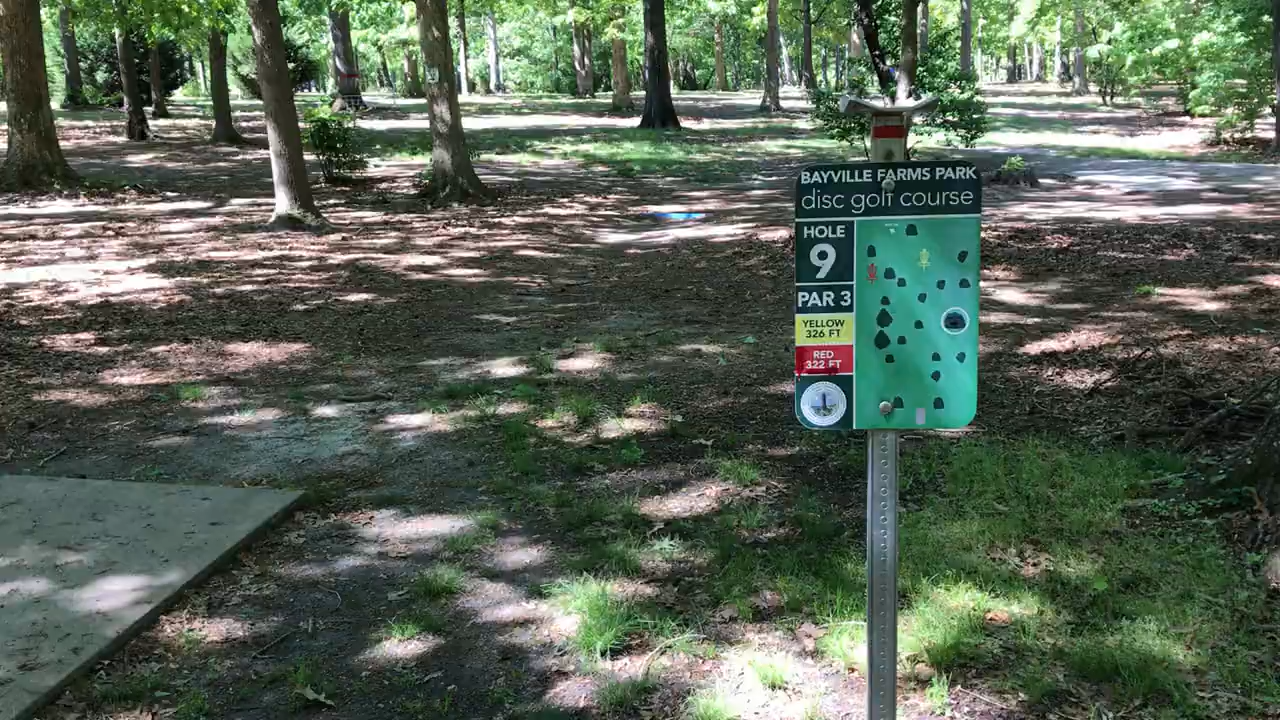 BAYVILLE FARMS PARK
disc golf course
HOLE
9
PAR 3
YELLOW
326 FT
RED
322 FT